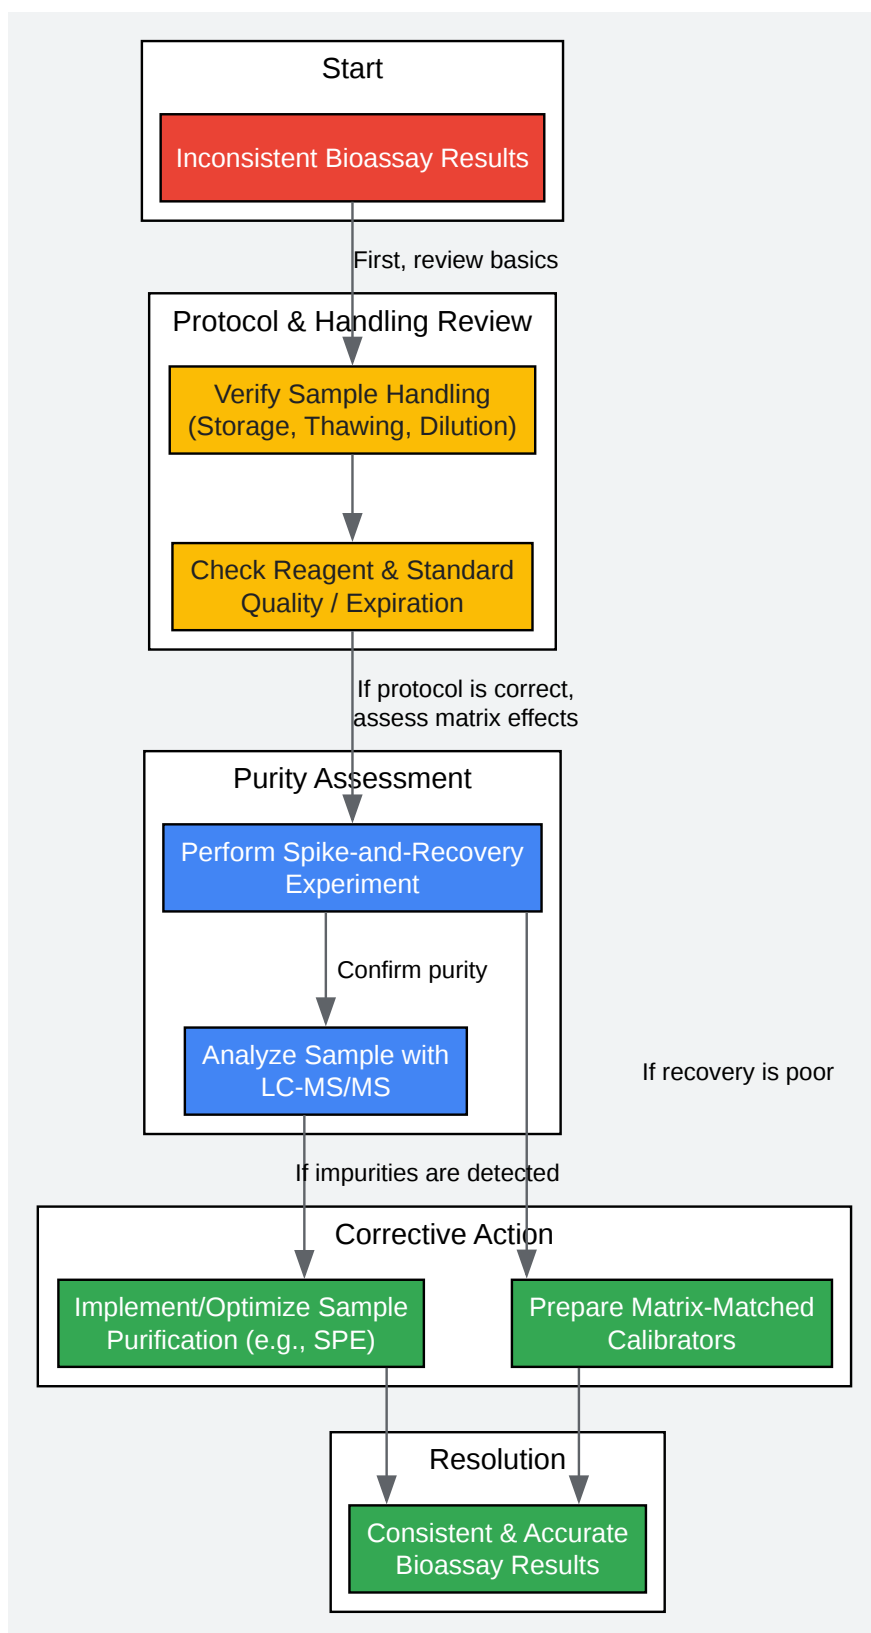 Start
Inconsistent Bioassay Results
First, review basics
Protocol & Handling Review
Verify Sample Handling
(Storage, Thawing, Dilution)
Check Reagent & Standard
Quality / Expiration
If protocol is correct,
assess matrix effects
Purity Assessment
Perform Spike-and-Recovery
Experiment
Confirm purity
Analyze Sample with
LC-MS/MS
If recovery is poor
If impurities are detected
Corrective Action
Implement/Optimize Sample
Purification (e.g., SPE)
Prepare Matrix-Matched
Calibrators
Resolution
Consistent & Accurate
Bioassay Results